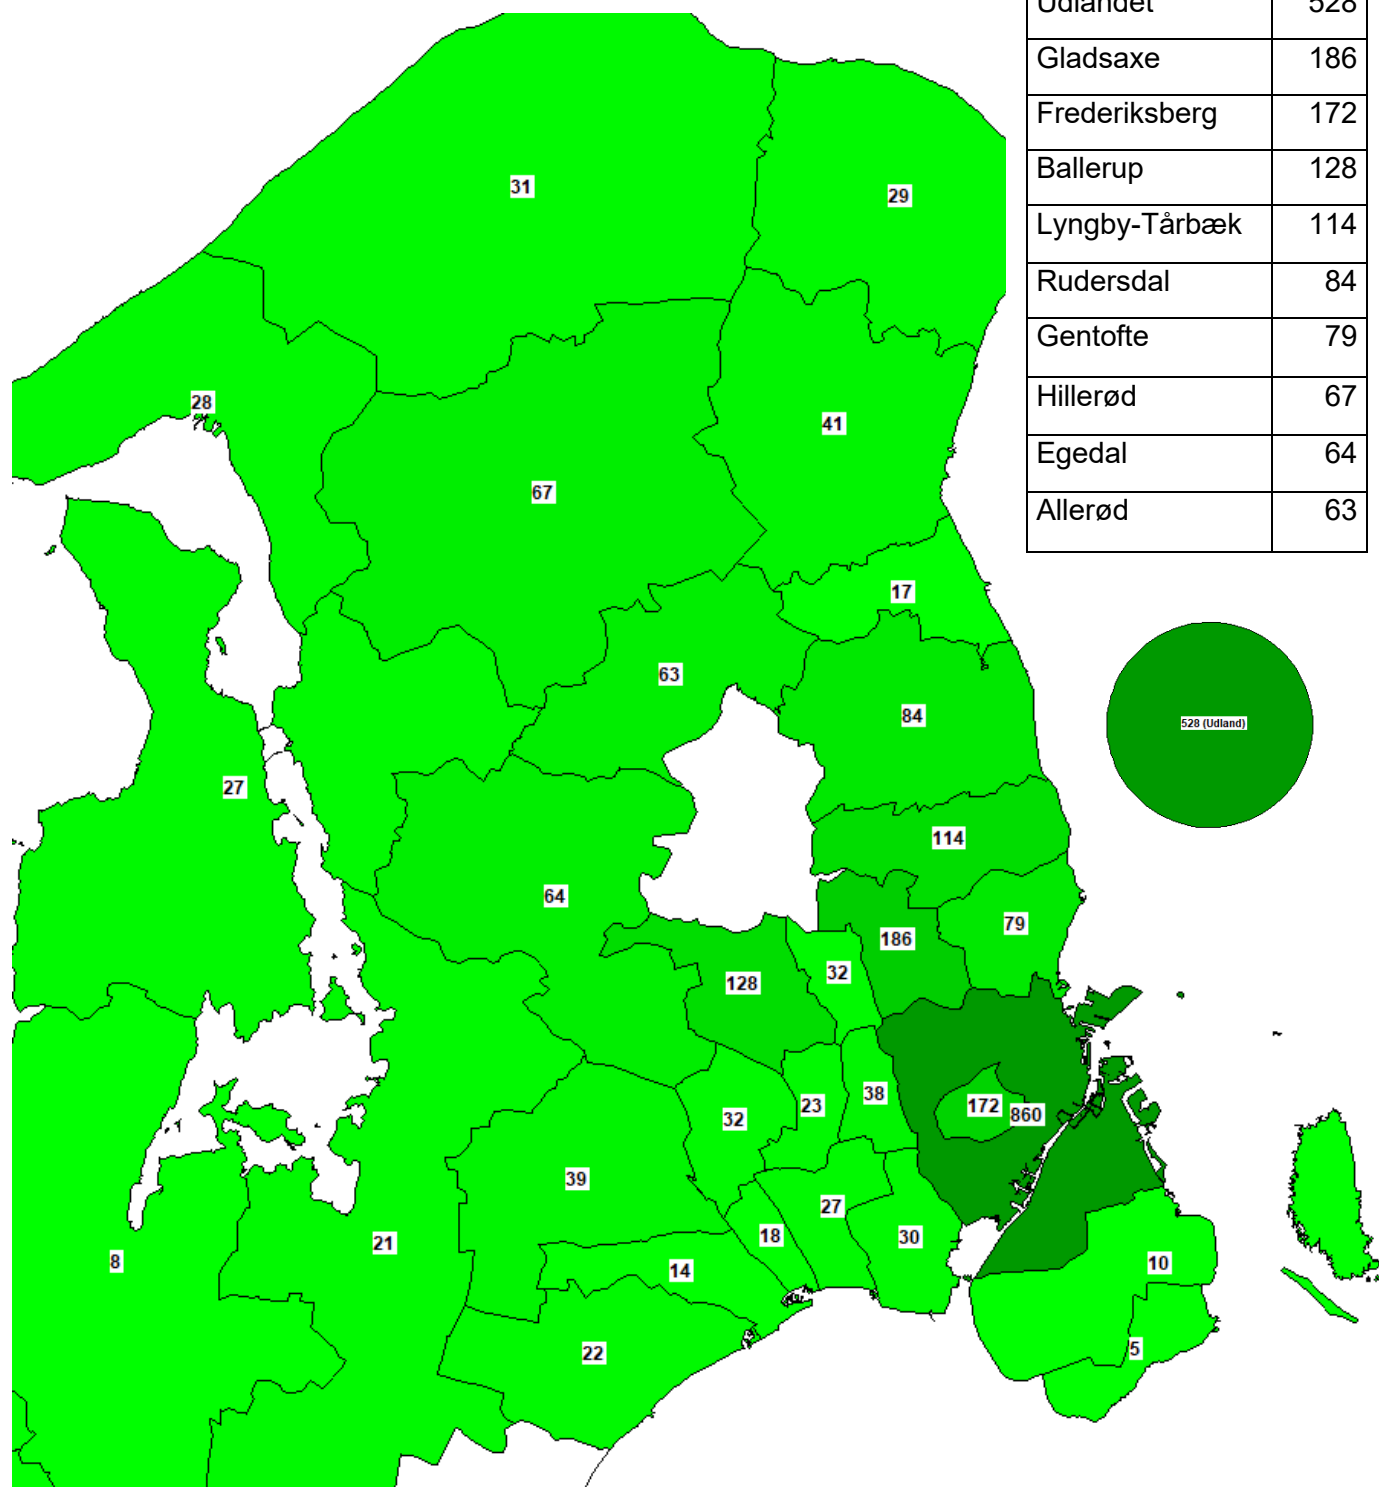 Udlandet 528
Gladsaxe 186
Frederiksberg 172
Ballerup 128
Lyngby-Tårbæk 114
Rudersdal 84
Gentofte 79
Hillerød 67
Egedal 64
Allerød 63
31
29
28
41
67
17
63
84
528 (Udland)
27
114
64
79
186
32
128
38
23
172
860
32
39
27
18
30
21
8
10
14
5
22